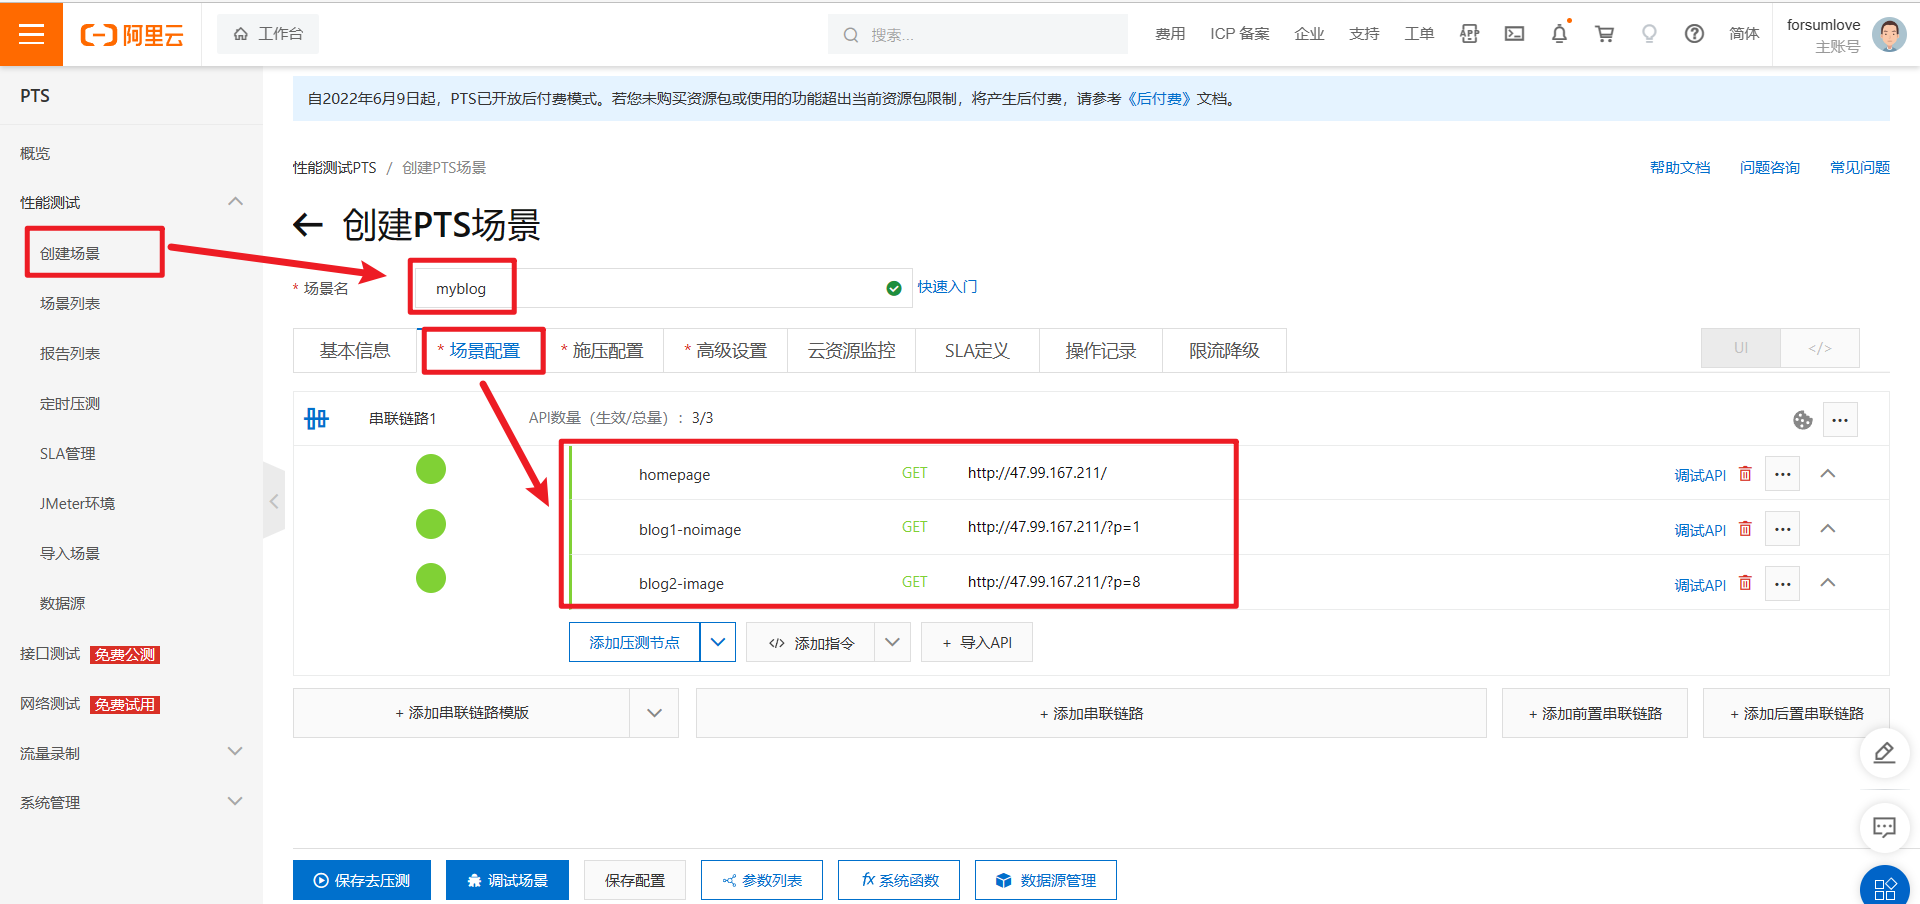 阿里云
工作台
搜索...
费用
ICP 备案
企业
支持
工单
APP
简体
forsumlove
主账号
PTS
概览
性能测试
创建场景
场景列表
报告列表
定时压测
SLA管理
JMeter环境
导入场景
数据源
接口测试 免费公测
网络测试 免费试用
流量录制
系统管理
自2022年6月9日起，PTS已开放后付费模式。若您未购买资源包或使用的功能超出当前资源包限制，将产生后付费，请参考《后付费》文档。
性能测试PTS / 创建PTS场景
帮助文档 问题咨询 常见问题
创建PTS场景
* 场景名 myblog 快速入门
基本信息 * 场景配置 * 施压配置 * 高级设置 云资源监控 SLA定义 操作记录 限流降级 UI </>
串联链路1 API数量（生效/总量）: 3/3
homepage GET http://47.99.167.211/ 调试API
blog1-noimage GET http://47.99.167.211/?p=1 调试API
blog2-image GET http://47.99.167.211/?p=8 调试API
添加压测节点 </> 添加指令 + 导入API
+ 添加串联链路模版 + 添加串联链路 + 添加前置串联链路 + 添加后置串联链路
保存去压测 调试场景 保存配置 参数列表 fx 系统函数 数据源管理